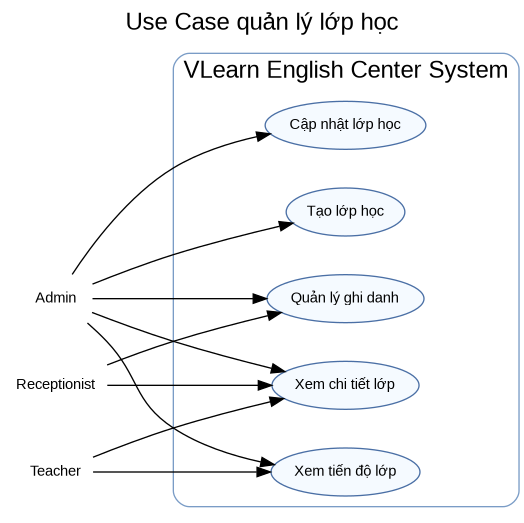 Use Case quản lý lớp học
VLearn English Center System
Cập nhật lớp học
Tạo lớp học
Admin
Quản lý ghi danh
Receptionist
Xem chi tiết lớp
Teacher
Xem tiến độ lớp